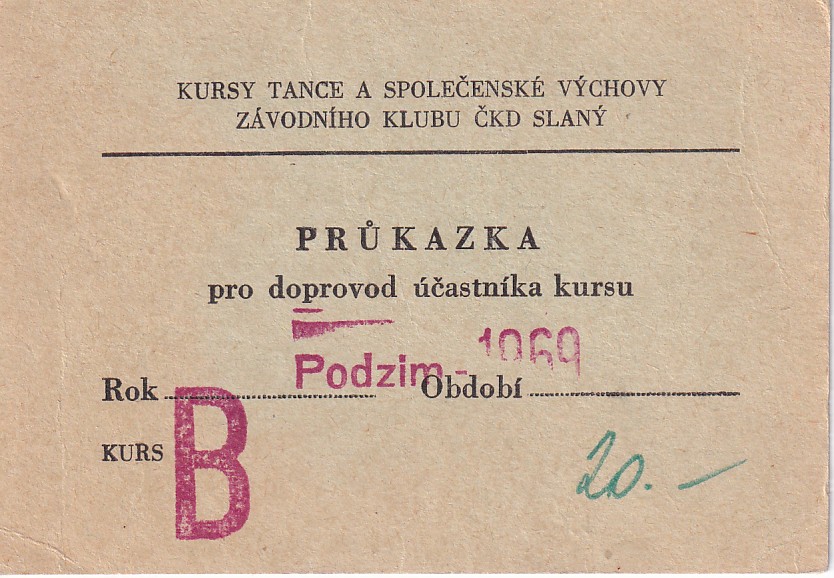 KURSY TANCE A SPOLEČENSKÉ VÝCHOVY
ZÁVODNÍHO KLUBU ČKD SLANÝ
PRŮKAZKA
pro doprovod účastníka kursu
Podzim - 1969
Rok Období
KURS B
20.-